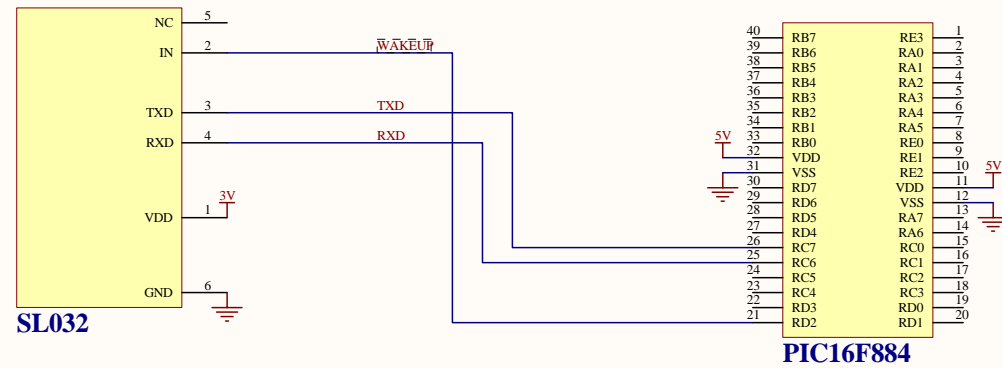 NC 5
IN 2
WAKEUP
TXD 3
TXD
RXD 4
RXD
3V
VDD 1
GND 6
SL032
40 RB7 RE3 1
39 RB6 RA0 2
38 RB5 RA1 3
37 RB4 RA2 4
36 RB3 RA3 5
35 RB2 RA4 6
34 RB1 RA5 7
5V
33 RB0 RE0 8
32 VDD RE1 9
31 VSS RE2 10
5V
30 RD7 VDD 11
29 RD6 VSS 12
28 RD5 RA7 13
27 RD4 RA6 14
26 RC7 RC0 15
25 RC6 RC1 16
24 RC5 RC2 17
23 RC4 RC3 18
22 RD3 RD0 19
21 RD2 RD1 20
PIC16F884